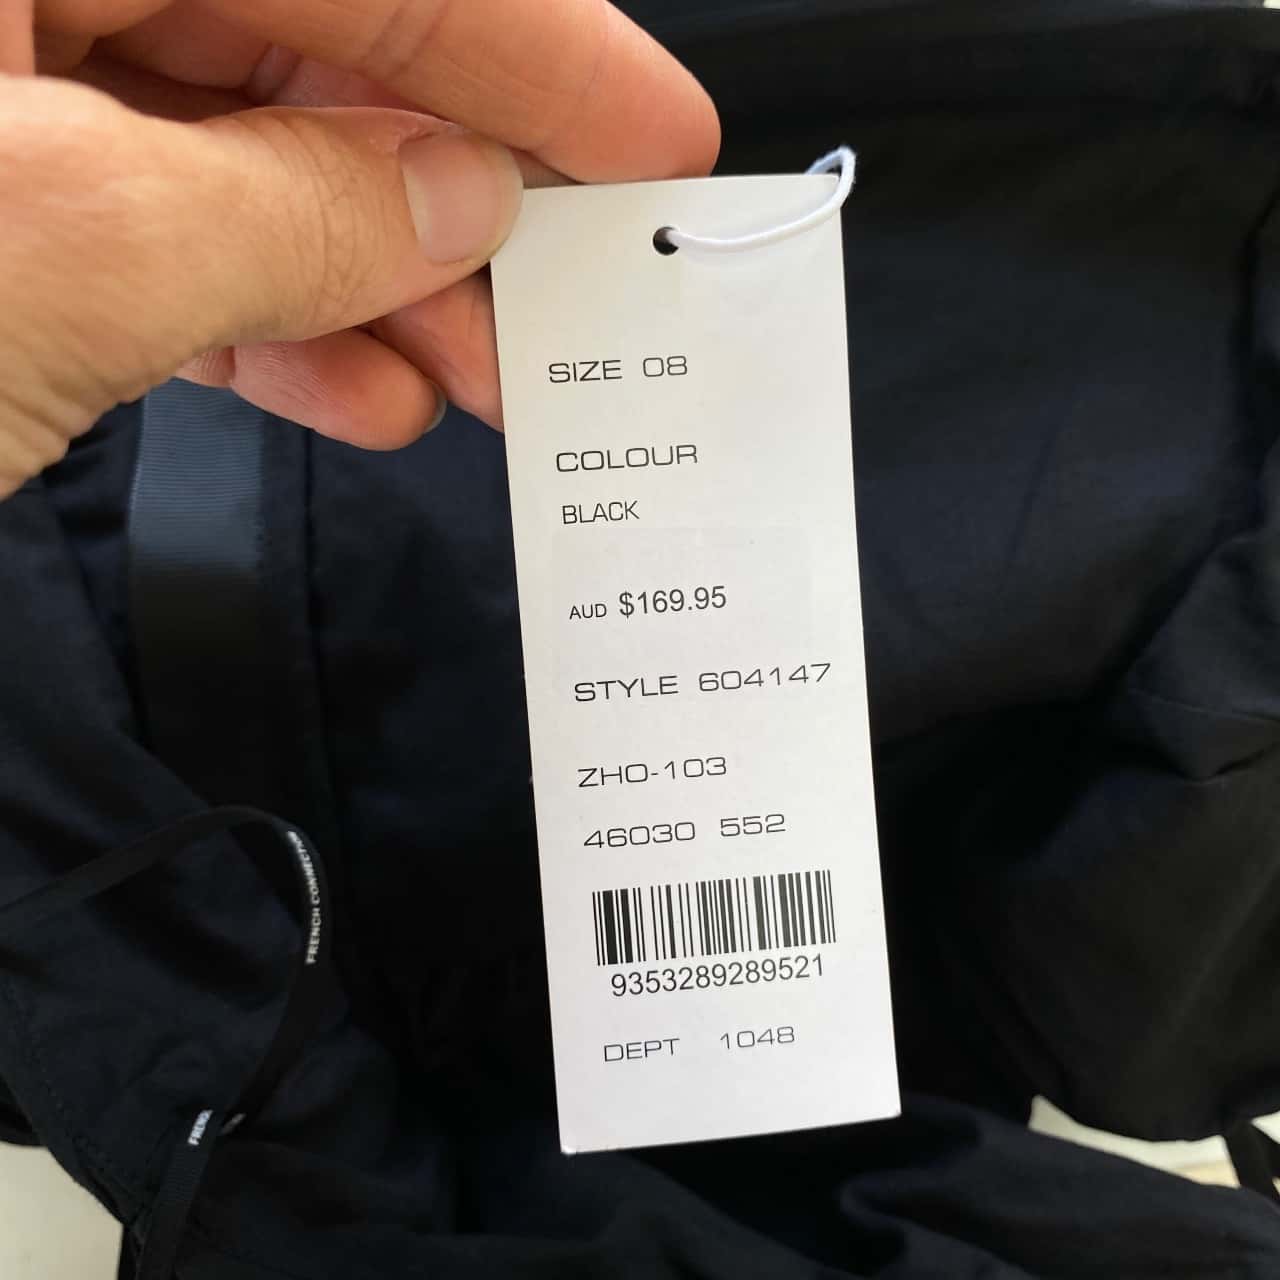 SIZE 08
COLOUR
BLACK
AUD $169.95
STYLE 604147
ZHO-103
46030 552
9353289289521
DEPT 1048
FRENCH CONNECTION